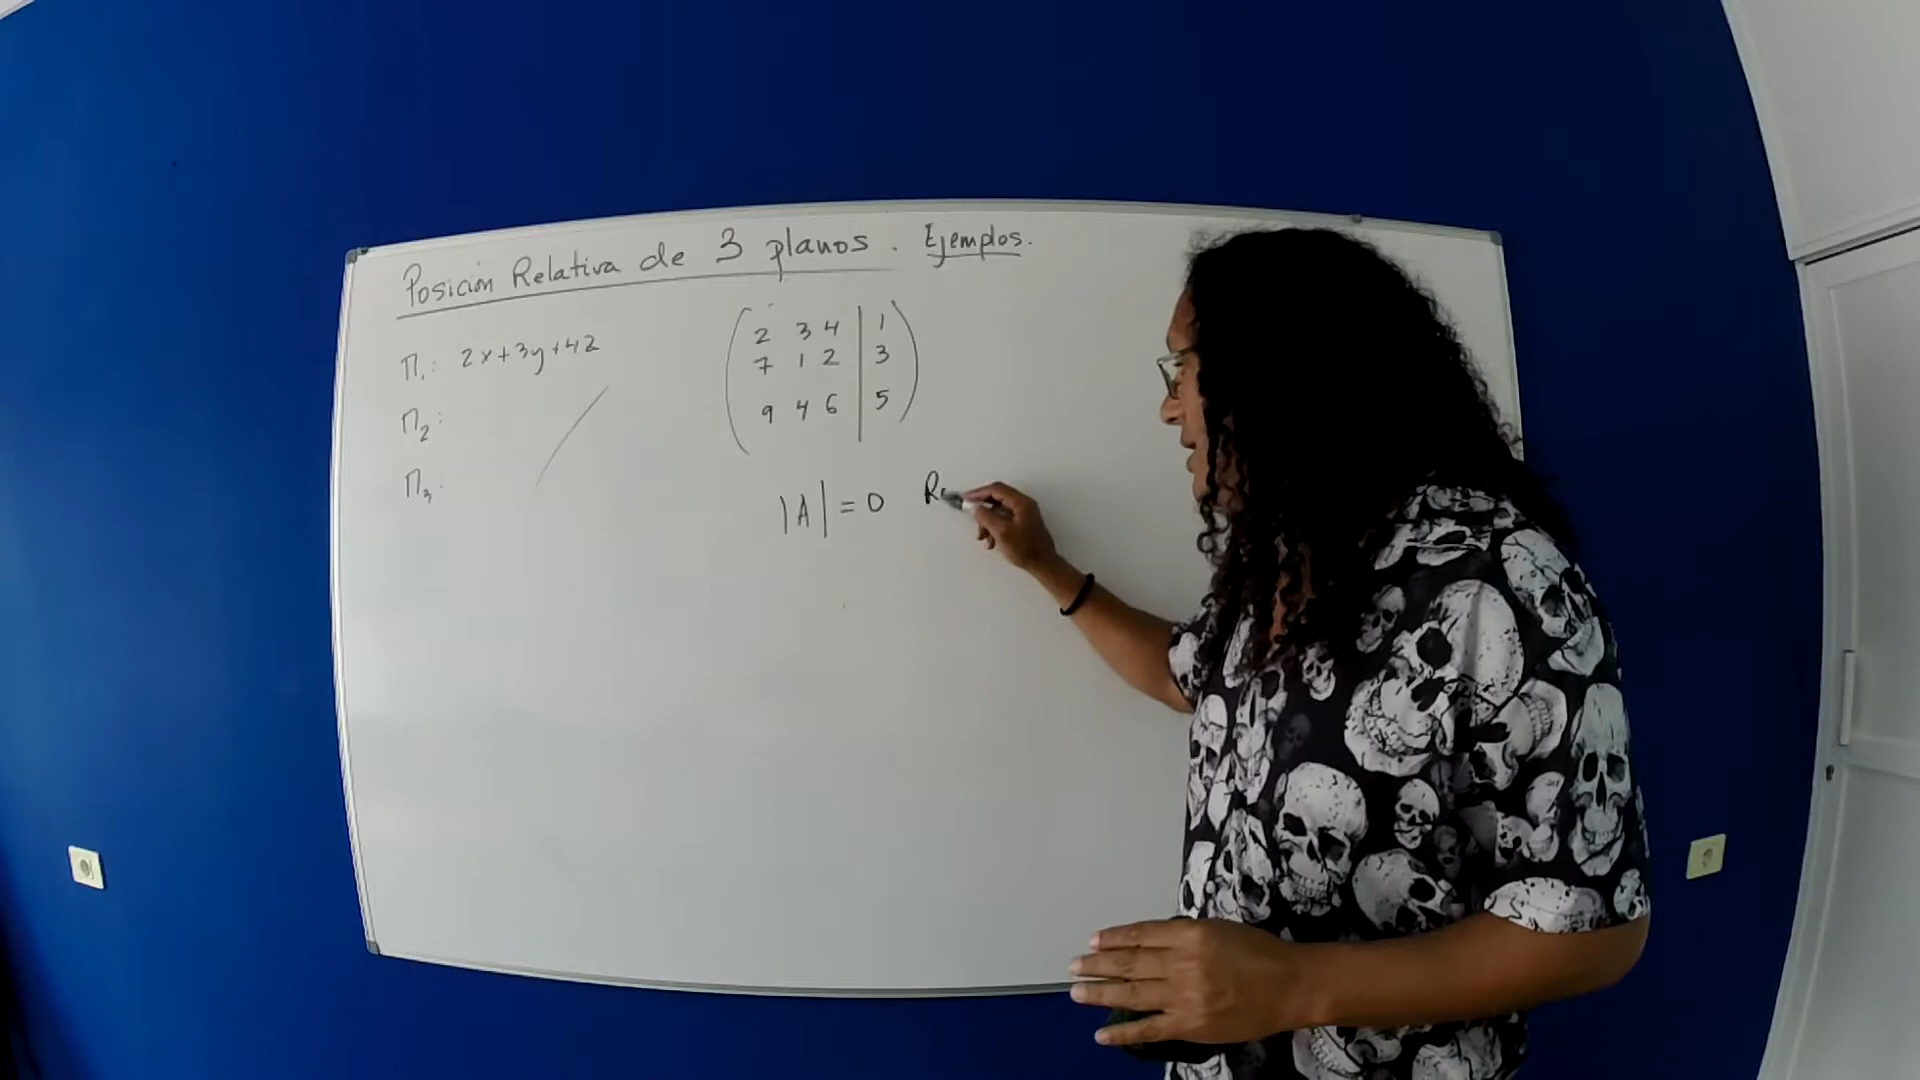 Posición Relativa de 3 planos. Ejemplos.
Π₁: 2x+3y+4z
Π₂:
Π₃.
2 3 4 | 1
7 1 2 | 3
9 4 6 | 5
|A| = 0